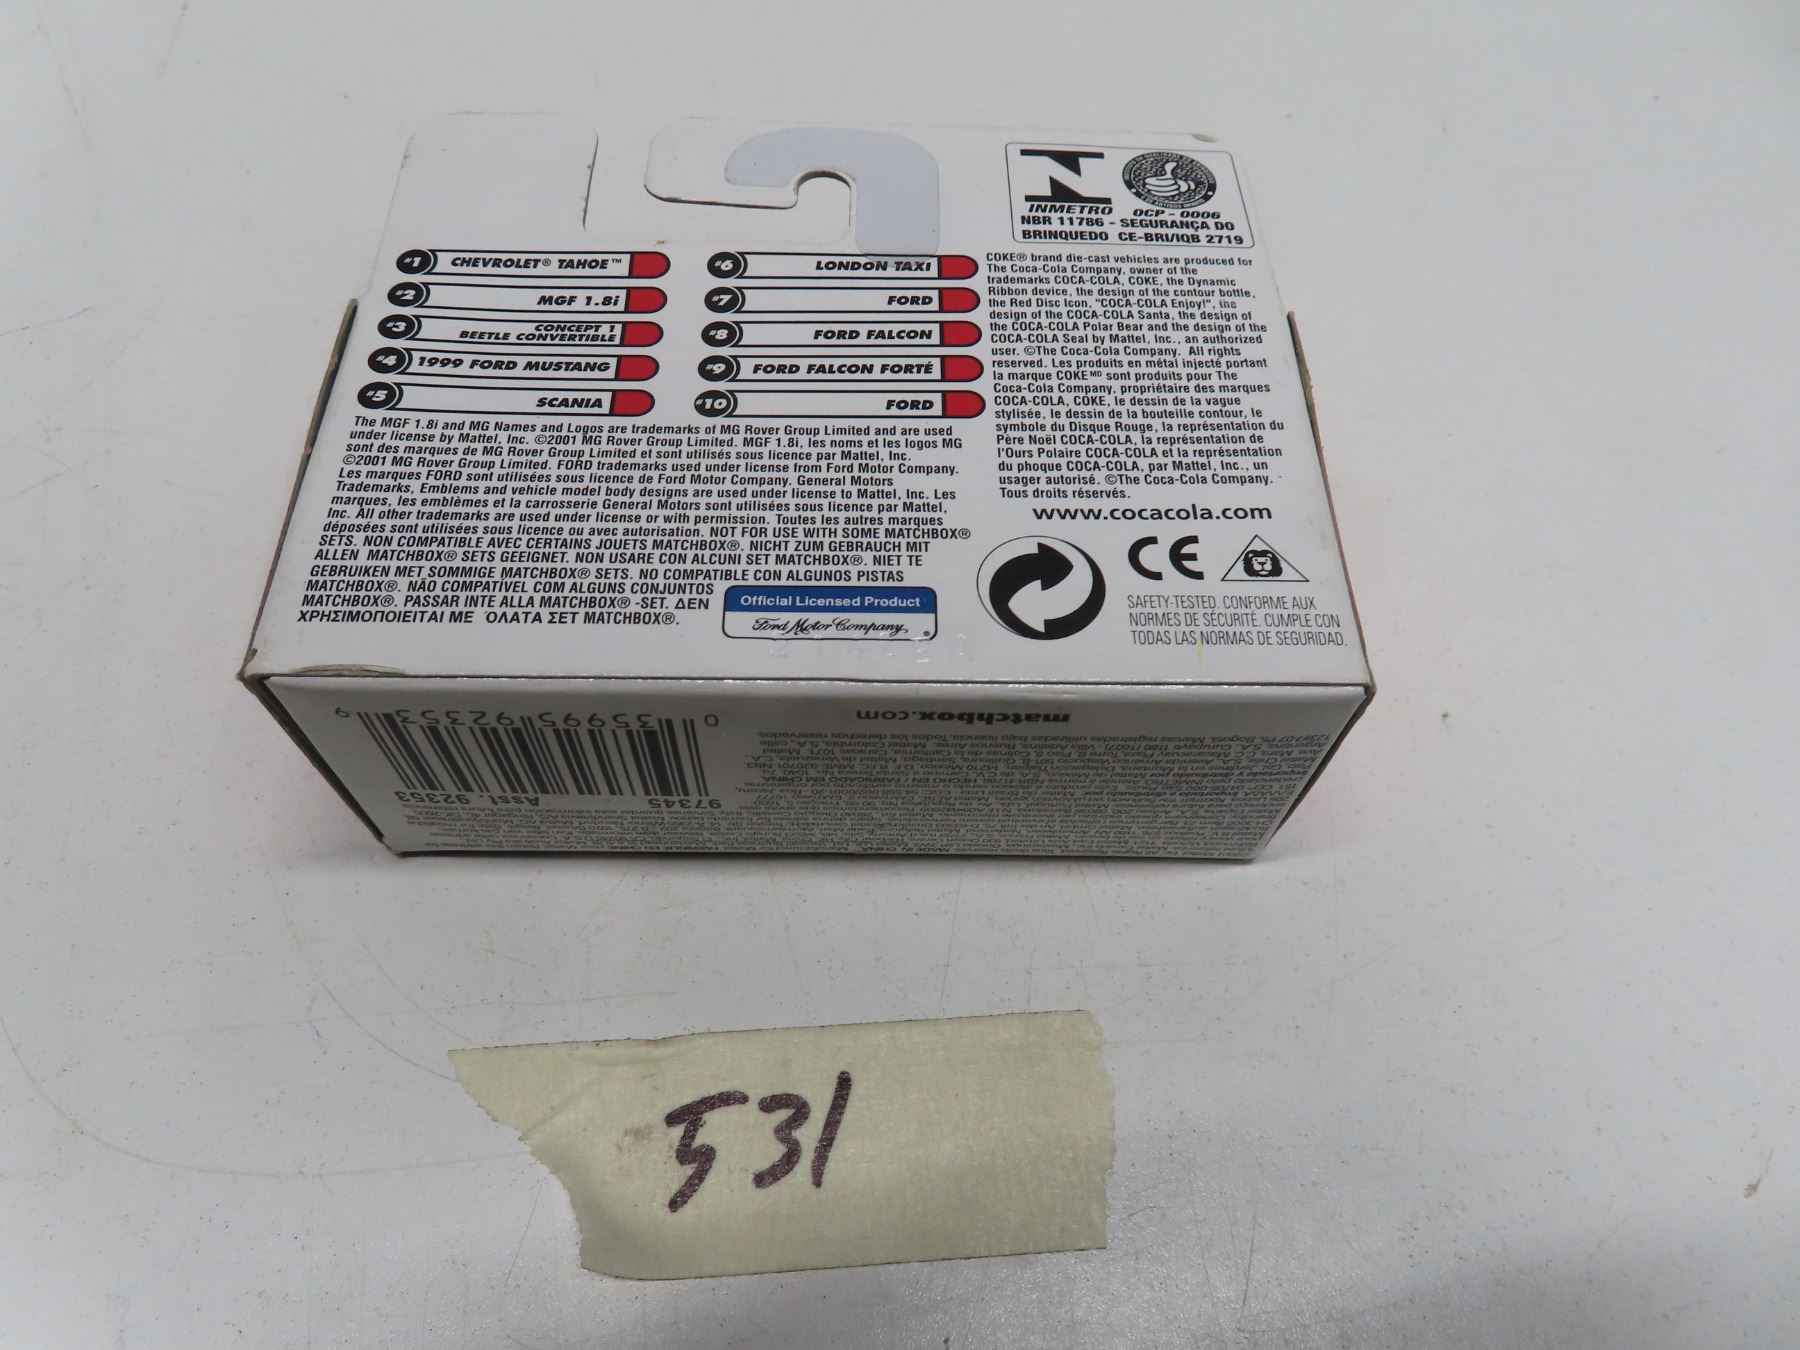 INMETRO OCP - 0006
NBR 11786 - SEGURANÇA DO
BRINQUEDO CE-BRI/IQB 2719
#1 CHEVROLET® TAHOE™
#2 MGF 1.8i
#3 CONCEPT 1
BEETLE CONVERTIBLE
#4 1999 FORD MUSTANG
#5 SCANIA
#6 LONDON TAXI
#7 FORD
#8 FORD FALCON
#9 FORD FALCON FORTÉ
#10 FORD
COKE® brand die-cast vehicles are produced for
The Coca-Cola Company, owner of the
trademarks COCA-COLA, COKE, the Dynamic
Ribbon device, the design of the contour bottle,
the Red Disc Icon, "COCA-COLA Enjoy!", the
design of the COCA-COLA Santa, the design of
the COCA-COLA Polar Bear and the design of the
COCA-COLA Seal by Mattel, Inc., an authorized
user. ©The Coca-Cola Company. All rights
reserved. Les produits en métal injecté portant
la marque COKE MD sont produits pour The
Coca-Cola Company, propriétaire des marques
COCA-COLA, COKE, le dessin de la vague
stylisée, le dessin de la bouteille contour, le
symbole du Disque Rouge, la représentation du
Père Noël COCA-COLA, la représentation de
l'Ours Polaire COCA-COLA et la représentation
du phoque COCA-COLA, par Mattel, Inc., un
usager autorisé. ©The Coca-Cola Company.
Tous droits réservés.
www.cocacola.com
The MGF 1.8i and MG Names and Logos are trademarks of MG Rover Group Limited and are used
under license by Mattel, Inc. ©2001 MG Rover Group Limited. MGF 1.8i, les noms et les logos MG
sont des marques de MG Rover Group Limited et sont utilisés sous licence par Mattel, Inc.
©2001 MG Rover Group Limited. FORD trademarks used under license from Ford Motor Company.
Les marques FORD sont utilisées sous licence de Ford Motor Company. General Motors
Trademarks, Emblems and vehicle model body designs are used under license to Mattel, Inc. Les
marques, les emblèmes et la carrosserie General Motors sont utilisés sous licence par Mattel,
Inc. All other trademarks are used under license or with permission. Toutes les autres marques
déposées sont utilisées sous licence ou avec autorisation. NOT FOR USE WITH SOME MATCHBOX®
SETS. NON COMPATIBLE AVEC CERTAINS JOUETS MATCHBOX®. NICHT ZUM GEBRAUCH MIT
ALLEN MATCHBOX® SETS GEEIGNET. NON USARE CON ALCUNI SET MATCHBOX®. NIET TE
GEBRUIKEN MET SOMMIGE MATCHBOX® SETS. NO COMPATIBLE CON ALGUNOS PISTAS
MATCHBOX®. NÃO COMPATÍVEL COM ALGUNS CONJUNTOS
MATCHBOX®. PASSAR INTE ALLA MATCHBOX® -SET. ΔΕΝ
ΧΡΗΣΙΜΟΠΟΙΕΙΤΑΙ ΜΕ ΌΛΑΤΑ ΣΕΤ MATCHBOX®.
Official Licensed Product
Ford Motor Company
CE
SAFETY-TESTED. CONFORME AUX
NORMES DE SÉCURITÉ. CUMPLE CON
TODAS LAS NORMAS DE SEGURIDAD.
matchbox.com
0 35995 92353 9
97345 Asst. 92353
531